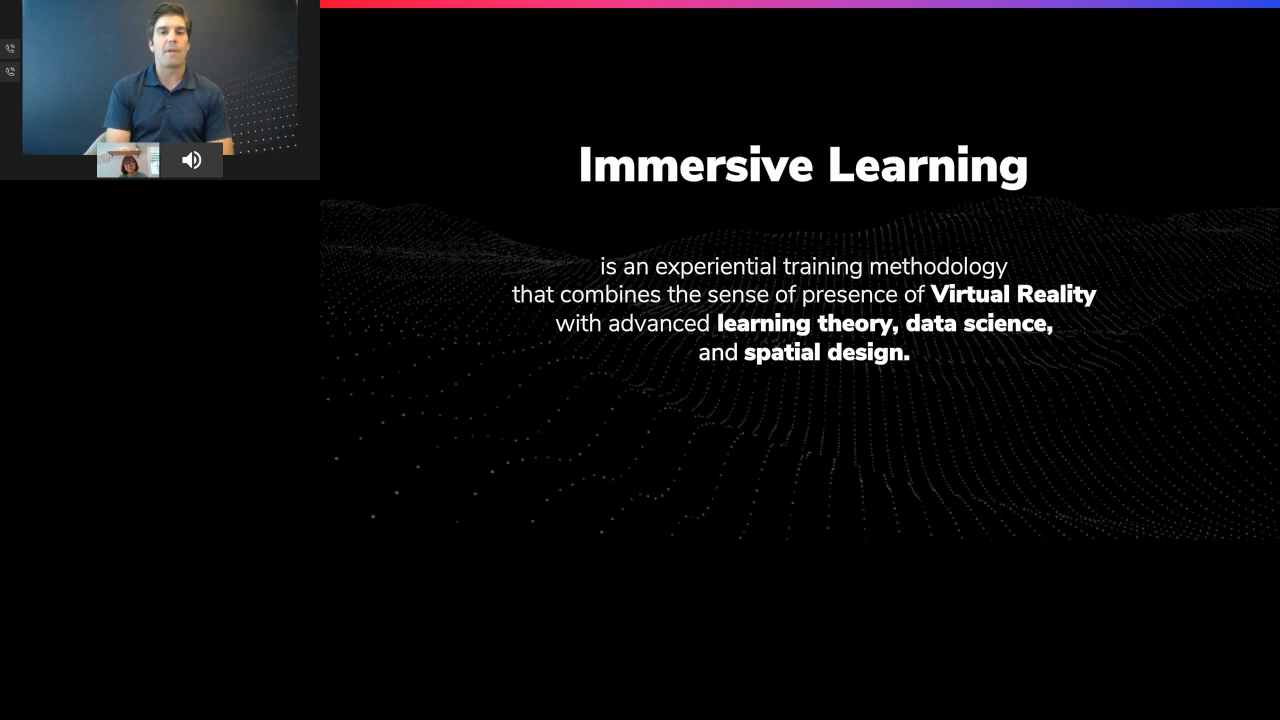 Immersive Learning
is an experiential training methodology
that combines the sense of presence of Virtual Reality
with advanced learning theory, data science,
and spatial design.